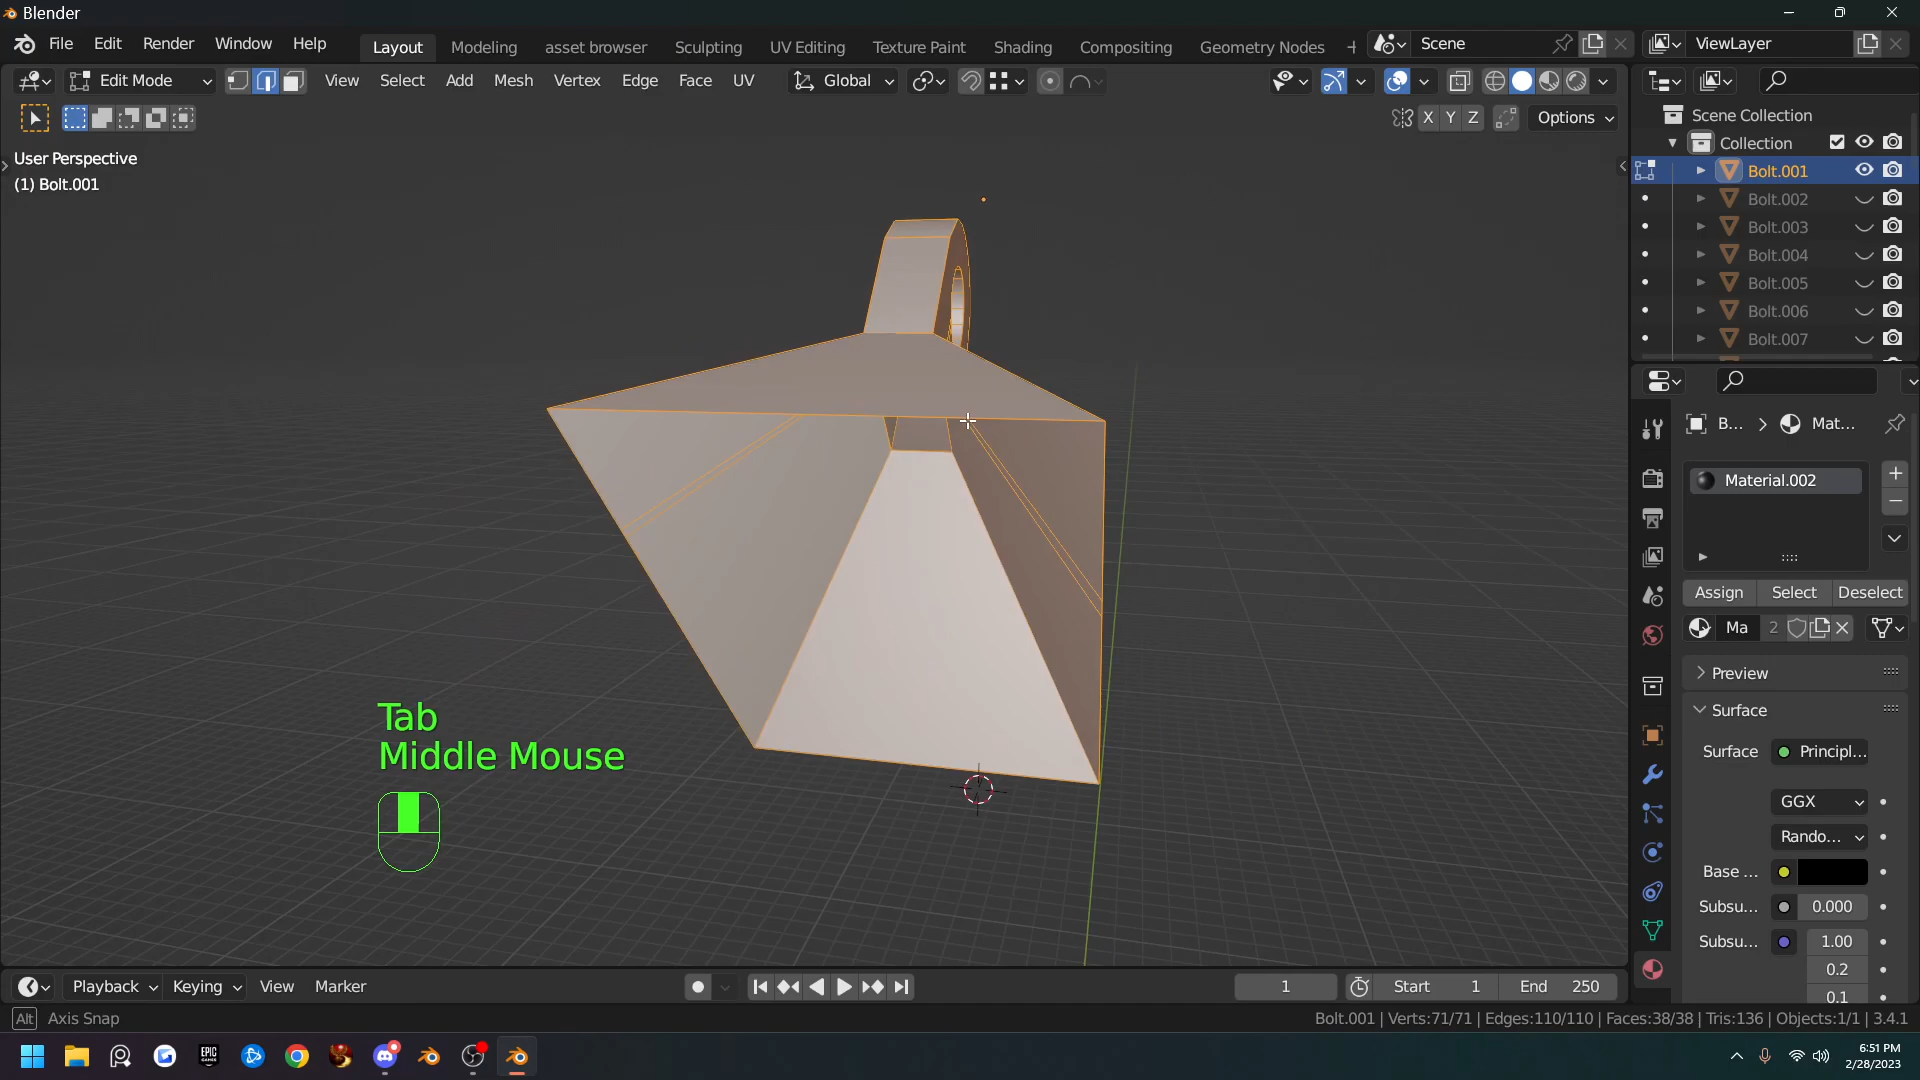 Blender
File Edit Render Window Help Layout Modeling asset browser Sculpting UV Editing Texture Paint Shading Compositing Geometry Nodes Scene ViewLayer
Edit Mode View Select Add Mesh Vertex Edge Face UV Global
X Y Z Options
User Perspective
(1) Bolt.001
Scene Collection
Collection
Bolt.001
Bolt.002
Bolt.003
Bolt.004
Bolt.005
Bolt.006
Bolt.007
B... Mat...
Material.002
Assign Select Deselect
Ma 2
Preview
Surface
Surface Principl...
GGX
Rando...
Base ...
Subsu... 0.000
Subsu... 1.00
0.2
0.1
Tab
Middle Mouse
Playback Keying View Marker 1 Start 1 End 250
Alt Axis Snap Bolt.001 | Verts:71/71 | Edges:110/110 | Faces:38/38 | Tris:136 | Objects:1/1 | 3.4.1
EPIC
GAMES
6:51 PM
2/28/2023